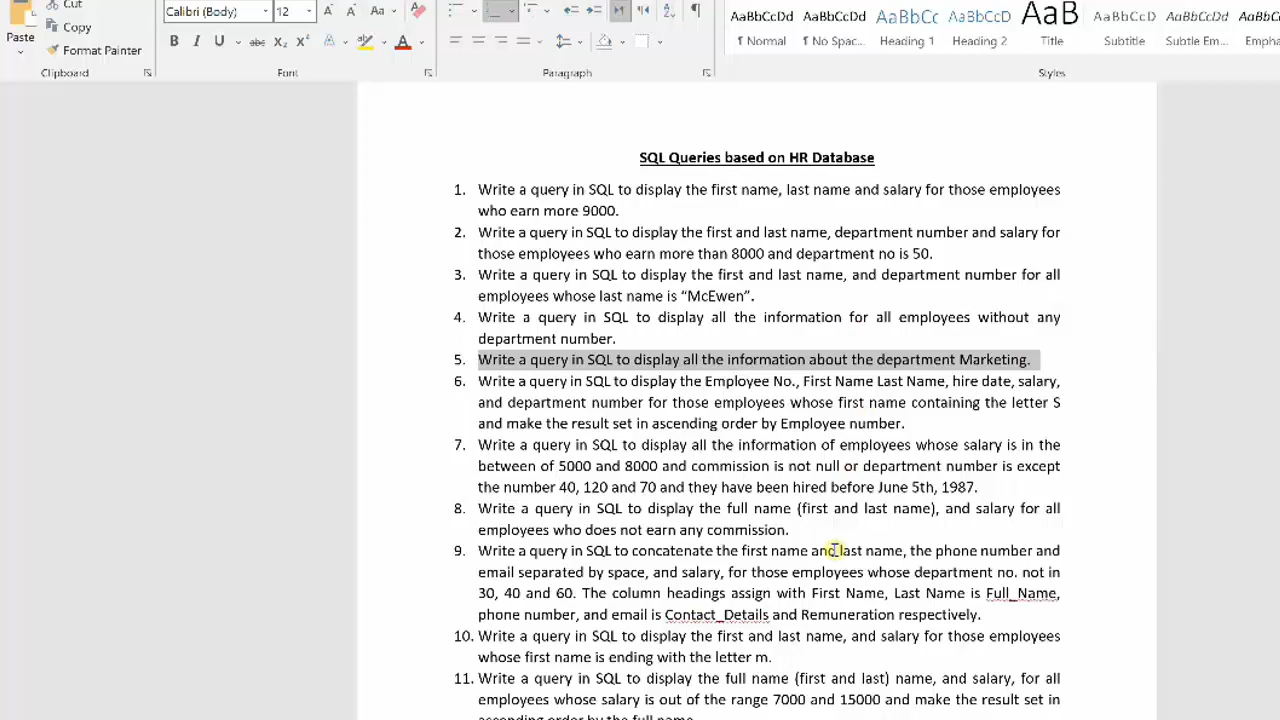 Cut
Copy
Paste
Format Painter
Clipboard
Calibri (Body)
12
Aa
B I U abc X₂ X² A A
Font
Paragraph
AaBbCcDd AaBbCcDd AaBbCc AaBbCcD AaB AaBbCcD AaBbCcDd
¶ Normal ¶ No Spac... Heading 1 Heading 2 Title Subtitle Subtle Em...
Styles
SQL Queries based on HR Database
1. Write a query in SQL to display the first name, last name and salary for those employees
who earn more 9000.
2. Write a query in SQL to display the first and last name, department number and salary for
those employees who earn more than 8000 and department no is 50.
3. Write a query in SQL to display the first and last name, and department number for all
employees whose last name is “McEwen”.
4. Write a query in SQL to display all the information for all employees without any
department number.
5. Write a query in SQL to display all the information about the department Marketing.
6. Write a query in SQL to display the Employee No., First Name Last Name, hire date, salary,
and department number for those employees whose first name containing the letter S
and make the result set in ascending order by Employee number.
7. Write a query in SQL to display all the information of employees whose salary is in the
between of 5000 and 8000 and commission is not null or department number is except
the number 40, 120 and 70 and they have been hired before June 5th, 1987.
8. Write a query in SQL to display the full name (first and last name), and salary for all
employees who does not earn any commission.
9. Write a query in SQL to concatenate the first name and last name, the phone number and
email separated by space, and salary, for those employees whose department no. not in
30, 40 and 60. The column headings assign with First Name, Last Name is Full_Name,
phone number, and email is Contact_Details and Remuneration respectively.
10. Write a query in SQL to display the first and last name, and salary for those employees
whose first name is ending with the letter m.
11. Write a query in SQL to display the full name (first and last) name, and salary, for all
employees whose salary is out of the range 7000 and 15000 and make the result set in
ascending order by the full name.